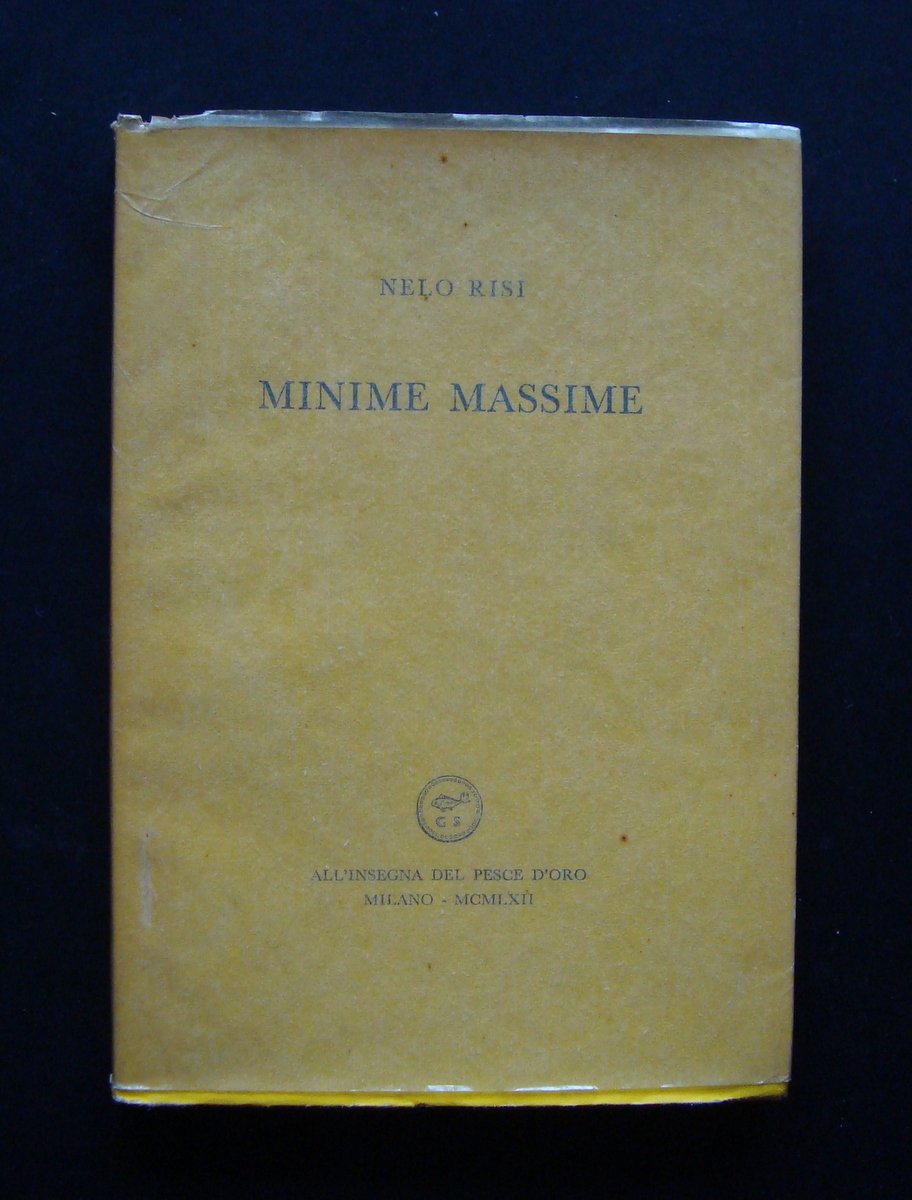 NELO RISI
MINIME MASSIME
G S
ALL'INSEGNA DEL PESCE D'ORO
MILANO - MCMLXII